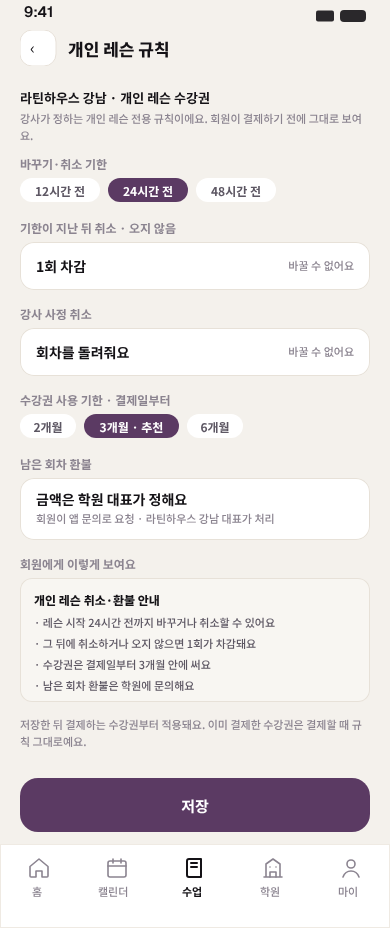 9:41
‹ 개인 레슨 규칙
라틴하우스 강남 · 개인 레슨 수강권
강사가 정하는 개인 레슨 전용 규칙이에요. 회원이 결제하기 전에 그대로 보여
요.
바꾸기·취소 기한
12시간 전 24시간 전 48시간 전
기한이 지난 뒤 취소 · 오지 않음
1회 차감 바꿀 수 없어요
강사 사정 취소
회차를 돌려줘요 바꿀 수 없어요
수강권 사용 기한 · 결제일부터
2개월 3개월 · 추천 6개월
남은 회차 환불
금액은 학원 대표가 정해요
회원이 앱 문의로 요청 · 라틴하우스 강남 대표가 처리
회원에게 이렇게 보여요
개인 레슨 취소·환불 안내
· 레슨 시작 24시간 전까지 바꾸거나 취소할 수 있어요
· 그 뒤에 취소하거나 오지 않으면 1회가 차감돼요
· 수강권은 결제일부터 3개월 안에 써요
· 남은 회차 환불은 학원에 문의해요
저장한 뒤 결제하는 수강권부터 적용돼요. 이미 결제한 수강권은 결제할 때 규
칙 그대로예요.
저장
홈 캘린더 수업 학원 마이